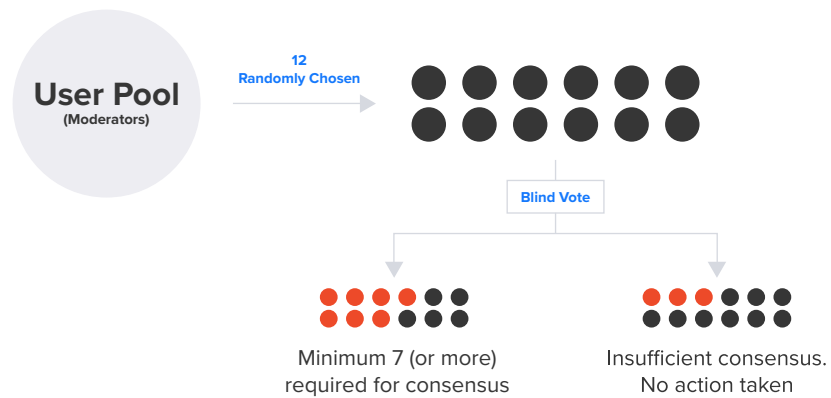 User Pool
(Moderators)
12
Randomly Chosen
Blind Vote
Minimum 7 (or more)
required for consensus
Insufficient consensus.
No action taken